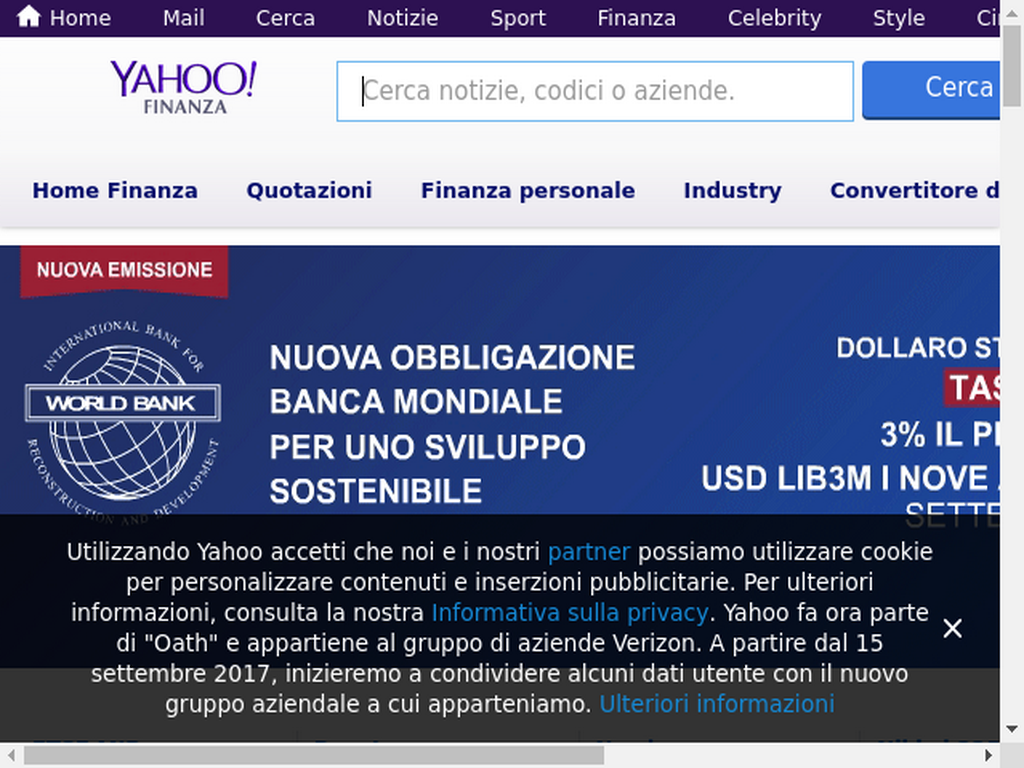 Home Mail Cerca Notizie Sport Finanza Celebrity Style
YAHOO!
FINANZA
Cerca notizie, codici o aziende.
Cerca
Home Finanza Quotazioni Finanza personale Industry Convertitore
NUOVA EMISSIONE
INTERNATIONAL BANK FOR
WORLD BANK
RECONSTRUCTION AND DEVELOPMENT
NUOVA OBBLIGAZIONE
BANCA MONDIALE
PER UNO SVILUPPO
SOSTENIBILE
DOLLARO
3% IL
USD LIB3M I NOVE
Utilizzando Yahoo accetti che noi e i nostri partner possiamo utilizzare cookie
per personalizzare contenuti e inserzioni pubblicitarie. Per ulteriori
informazioni, consulta la nostra Informativa sulla privacy. Yahoo fa ora parte
di "Oath" e appartiene al gruppo di aziende Verizon. A partire dal 15
settembre 2017, inizieremo a condividere alcuni dati utente con il nuovo
gruppo aziendale a cui apparteniamo. Ulteriori informazioni